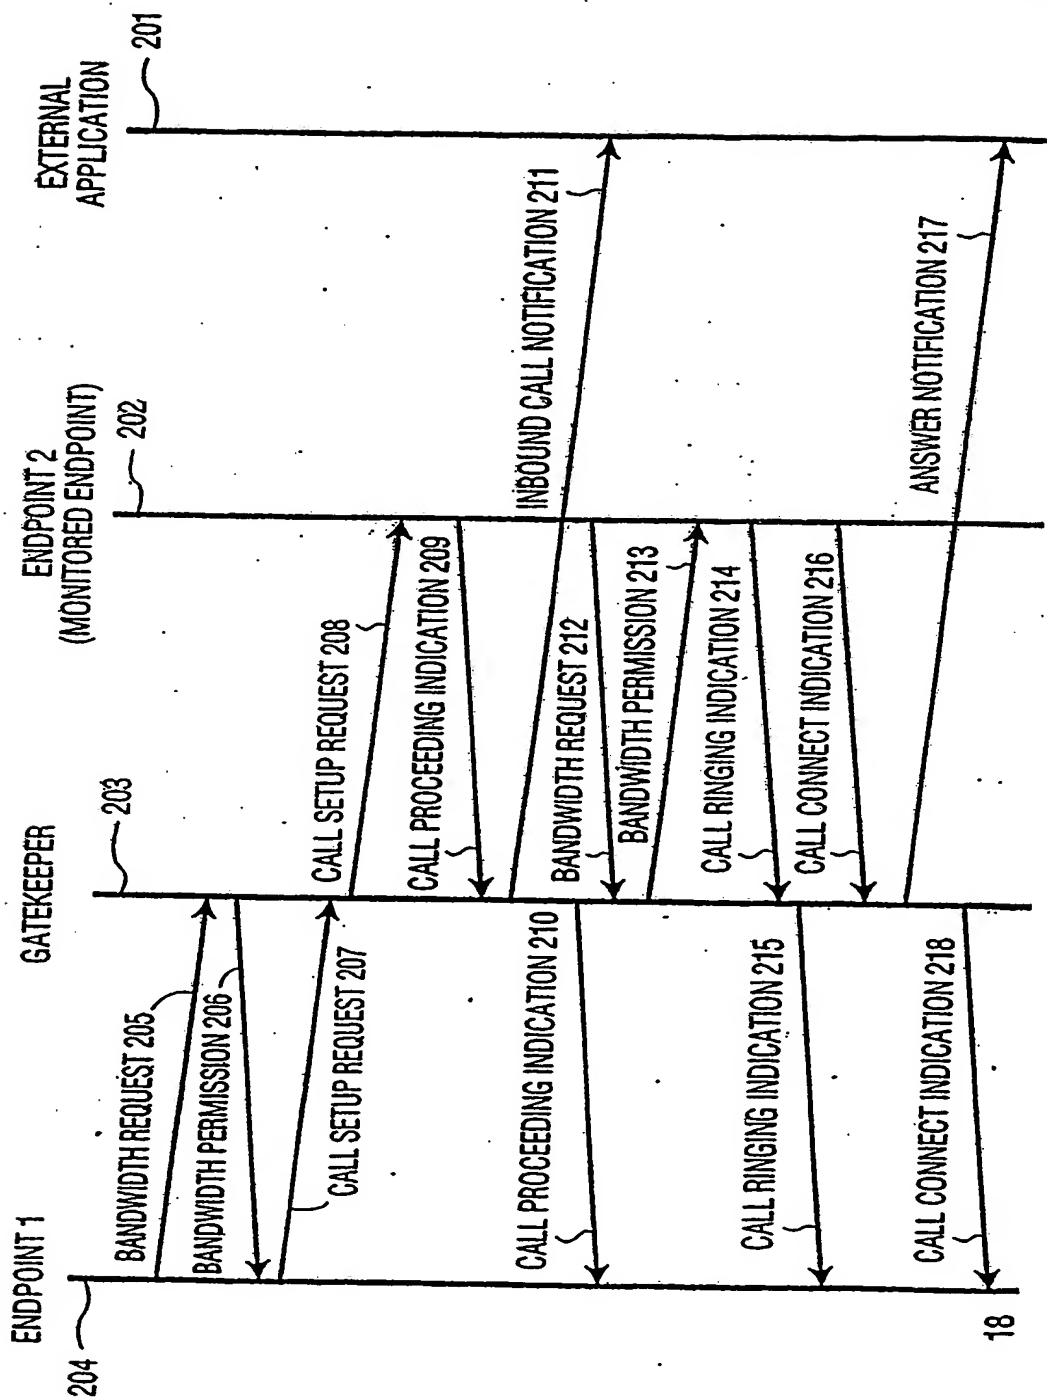 ENDPOINT 1
204
GATEKEEPER
203
ENDPOINT 2
(MONITORED ENDPOINT)
202
EXTERNAL
APPLICATION
201
BANDWIDTH REQUEST 205
BANDWIDTH PERMISSION 206
CALL SETUP REQUEST 207
CALL SETUP REQUEST 208
CALL PROCEEDING INDICATION 209
CALL PROCEEDING INDICATION 210
INBOUND CALL NOTIFICATION 211
BANDWIDTH REQUEST 212
BANDWIDTH PERMISSION 213
CALL RINGING INDICATION 214
CALL RINGING INDICATION 215
CALL CONNECT INDICATION 216
ANSWER NOTIFICATION 217
CALL CONNECT INDICATION 218
18